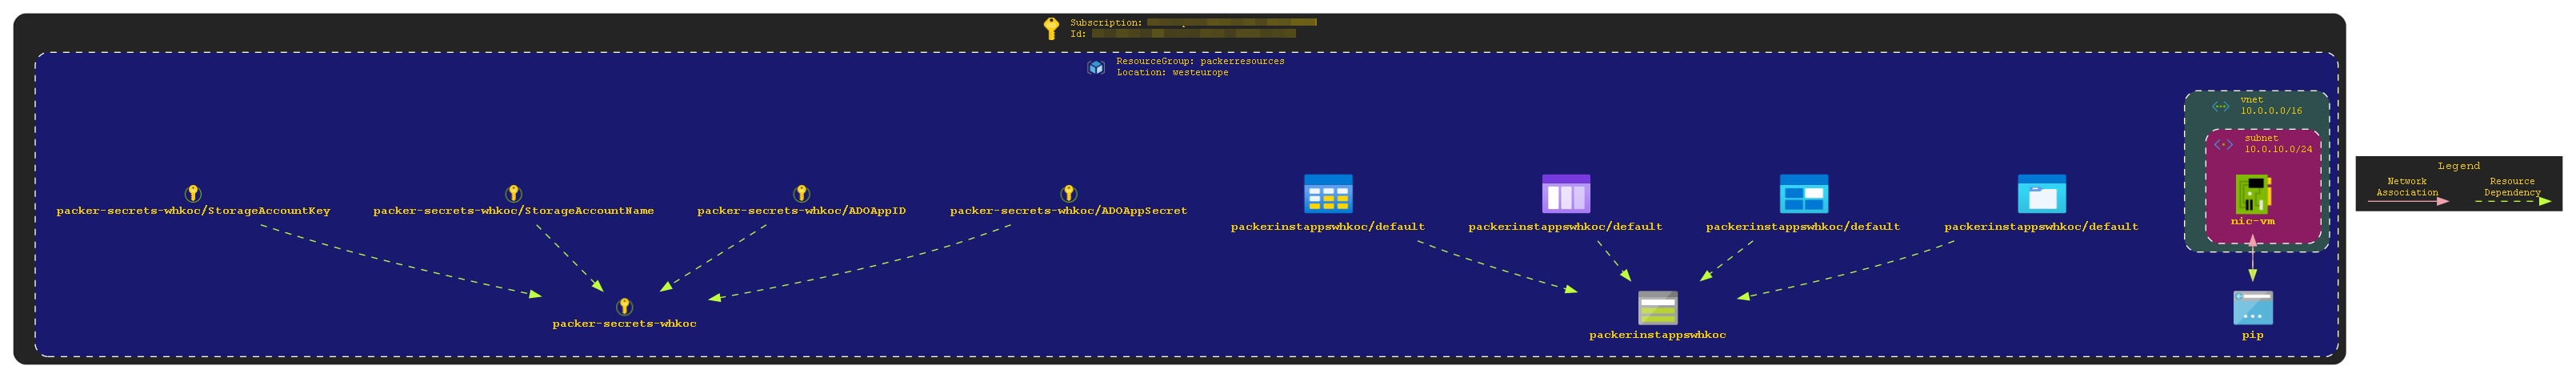 Subscription:
Id:
ResourceGroup: packerresources
Location: westeurope
vnet
10.0.0.0/16
subnet
10.0.10.0/24
Legend
Network
Association
Resource
Dependency
packer-secrets-whkoc/StorageAccountKey
packer-secrets-whkoc/StorageAccountName
packer-secrets-whkoc/ADOAppID
packer-secrets-whkoc/ADOAppSecret
packerinstappswhkoc/default
packerinstappswhkoc/default
packerinstappswhkoc/default
packerinstappswhkoc/default
nic-vm
packer-secrets-whkoc
packerinstappswhkoc
pip